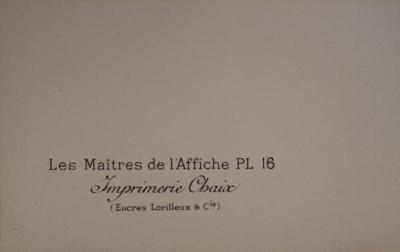 Les Maîtres de l'Affiche PL 16
Imprimerie Chaix
(Encres Lorilleux & Cie)